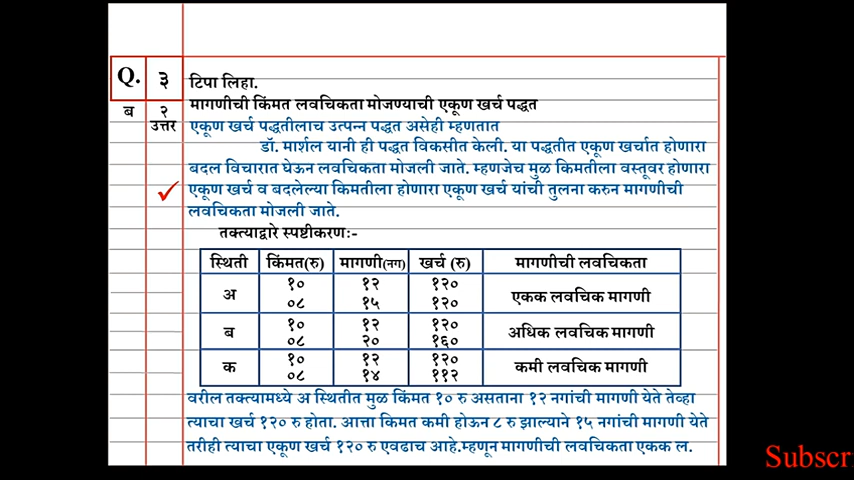 Q. ३ टिपा लिहा.
ब २ मागणीची किंमत लवचिकता मोजण्याची एकूण खर्च पद्धत
उत्तर एकूण खर्च पद्धतीलाच उत्पन्न पद्धत असेही म्हणतात
डॉ. मार्शल यानी ही पद्धत विकसीत केली. या पद्धतीत एकूण खर्चात होणारा
बदल विचारात घेऊन लवचिकता मोजली जाते. म्हणजेच मुळ किमतीला वस्तूवर होणारा
एकूण खर्च व बदलेल्या किमतीला होणारा एकूण खर्च यांची तुलना करुन मागणीची
लवचिकता मोजली जाते.
तक्त्याद्वारे स्पष्टीकरण:-
स्थिती किंमत(रु) मागणी(नग) खर्च (रु) मागणीची लवचिकता
अ १० १२ १२० एकक लवचिक मागणी
०८ १५ १२०
ब १० १२ १२० अधिक लवचिक मागणी
०८ २० १६०
क १० १२ १२० कमी लवचिक मागणी
०८ १४ ११२
वरील तक्त्यामध्ये अ स्थितीत मुळ किंमत १० रु असताना १२ नगांची मागणी येते तेव्हा
त्याचा खर्च १२० रु होता. आत्ता किमत कमी होऊन ८ रु झाल्याने १५ नगांची मागणी येते
तरीही त्याचा एकूण खर्च १२० रु एवढाच आहे.म्हणून मागणीची लवचिकता एकक ल.
Subscr